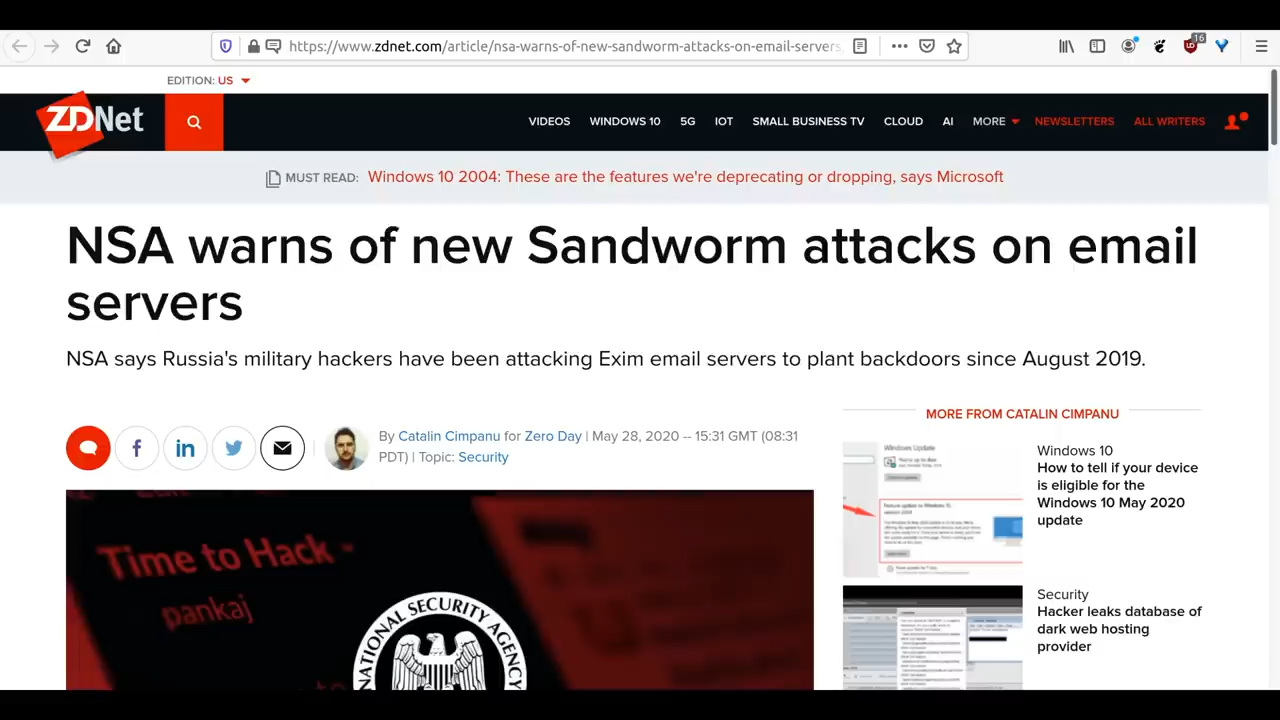 https://www.zdnet.com/article/nsa-warns-of-new-sandworm-attacks-on-email-servers
16
EDITION: US
ZDNet
VIDEOS WINDOWS 10 5G IOT SMALL BUSINESS TV CLOUD AI MORE NEWSLETTERS ALL WRITERS
MUST READ: Windows 10 2004: These are the features we're deprecating or dropping, says Microsoft
NSA warns of new Sandworm attacks on email
servers
NSA says Russia's military hackers have been attacking Exim email servers to plant backdoors since August 2019.
By Catalin Cimpanu for Zero Day | May 28, 2020 -- 15:31 GMT (08:31
PDT) | Topic: Security
Time to Hack -
pankaj
SECURITY
MORE FROM CATALIN CIMPANU
Windows Update
Windows 10
How to tell if your device
is eligible for the
Windows 10 May 2020
update
Security
Hacker leaks database of
dark web hosting
provider